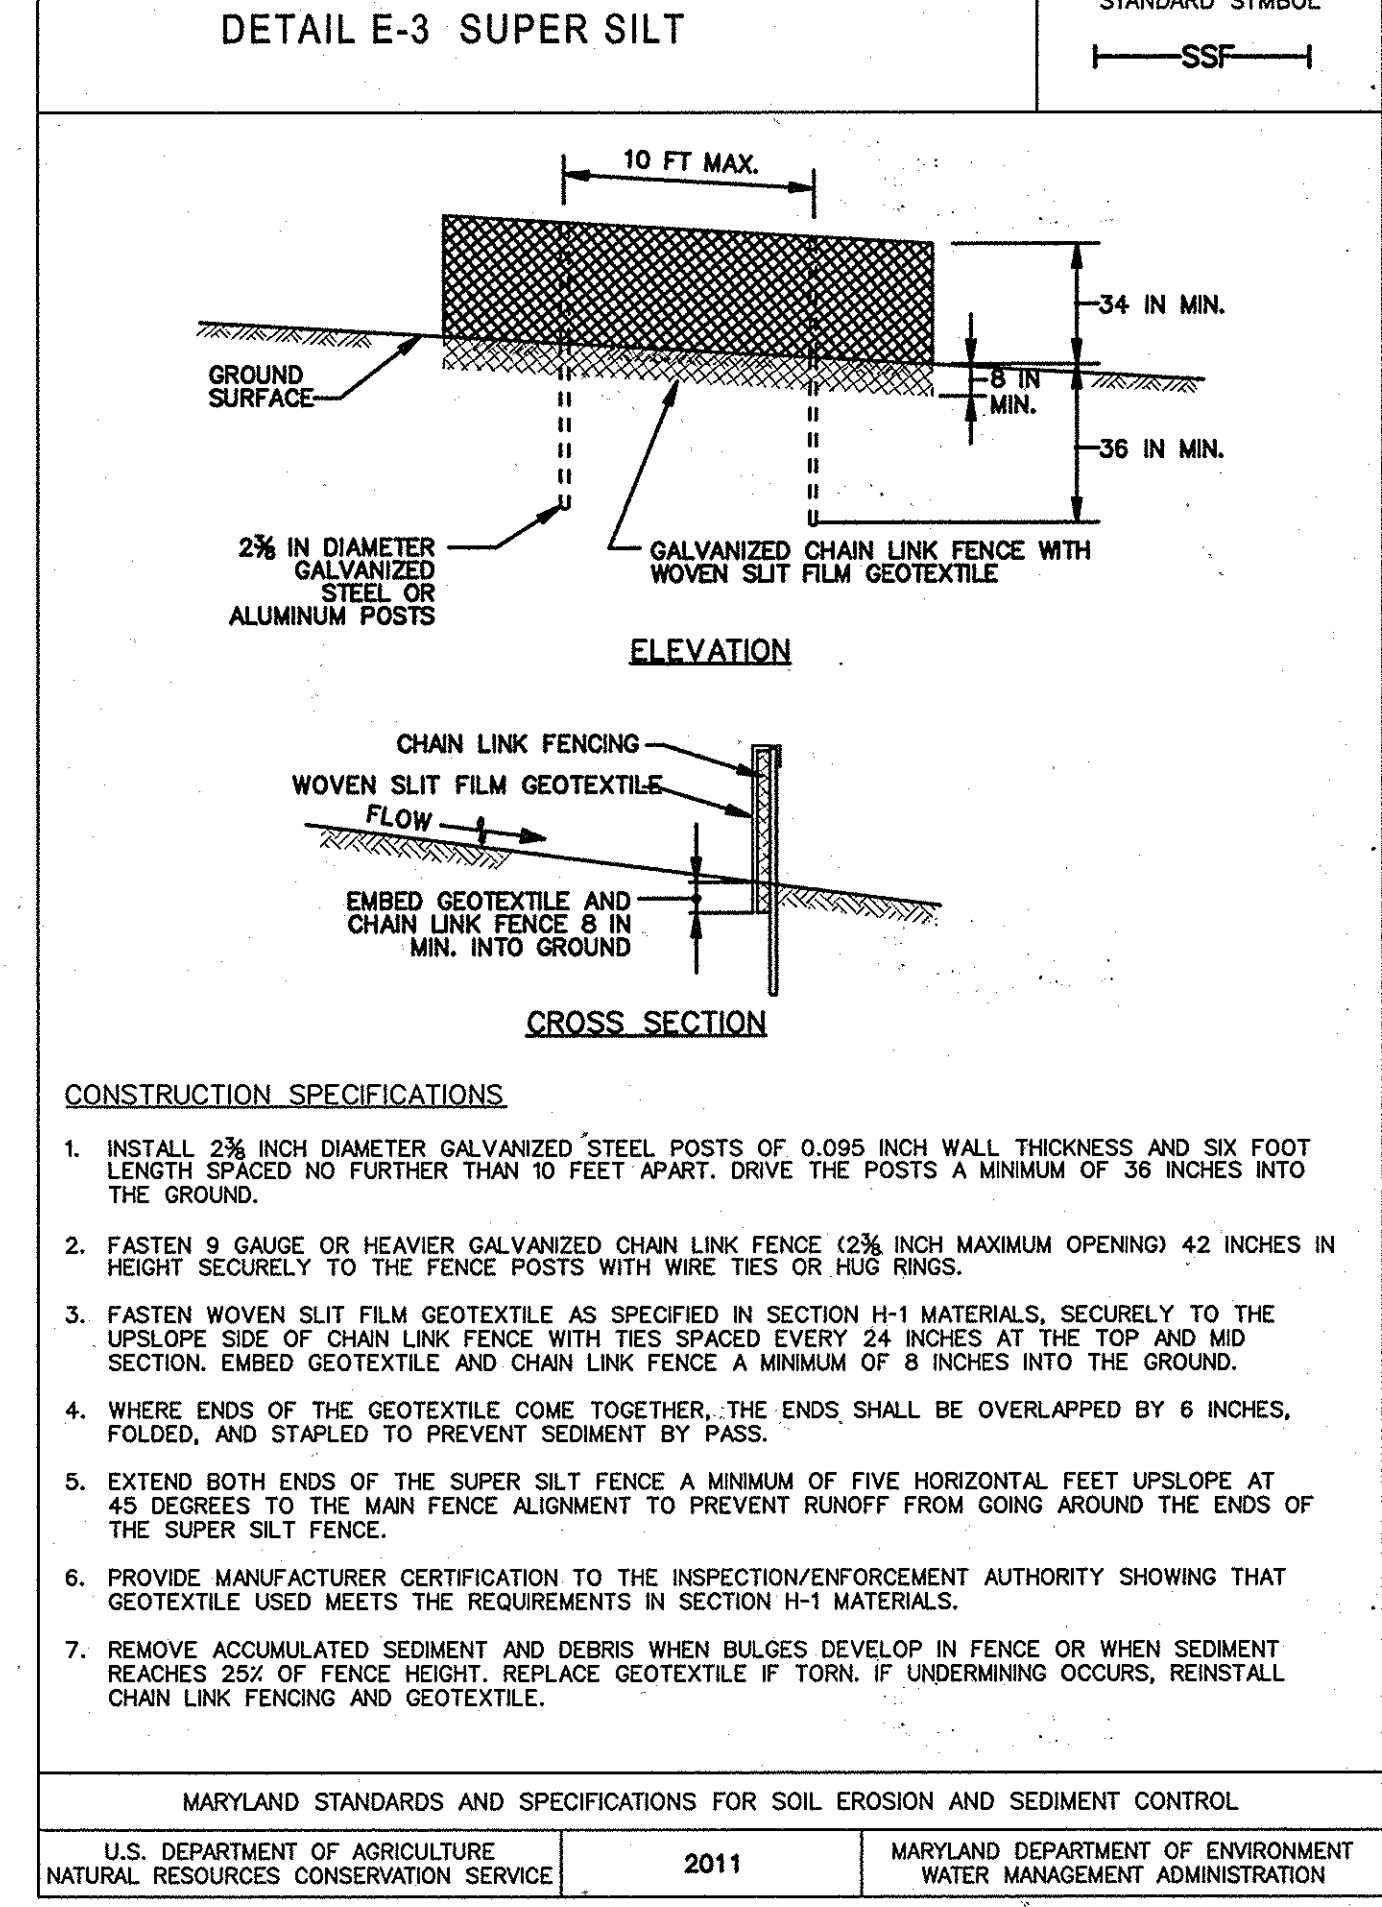 DETAIL E-3 SUPER SILT
STANDARD SYMBOL
SSF
10 FT MAX.
34 IN MIN.
GROUND
SURFACE
8 IN
MIN.
36 IN MIN.
2⅜ IN DIAMETER
GALVANIZED
STEEL OR
ALUMINUM POSTS
GALVANIZED CHAIN LINK FENCE WITH
WOVEN SLIT FILM GEOTEXTILE
ELEVATION
CHAIN LINK FENCING
WOVEN SLIT FILM GEOTEXTILE
FLOW
EMBED GEOTEXTILE AND
CHAIN LINK FENCE 8 IN
MIN. INTO GROUND
CROSS SECTION
CONSTRUCTION SPECIFICATIONS
1. INSTALL 2⅜ INCH DIAMETER GALVANIZED STEEL POSTS OF 0.095 INCH WALL THICKNESS AND SIX FOOT
LENGTH SPACED NO FURTHER THAN 10 FEET APART. DRIVE THE POSTS A MINIMUM OF 36 INCHES INTO
THE GROUND.
2. FASTEN 9 GAUGE OR HEAVIER GALVANIZED CHAIN LINK FENCE (2⅜ INCH MAXIMUM OPENING) 42 INCHES IN
HEIGHT SECURELY TO THE FENCE POSTS WITH WIRE TIES OR HUG RINGS.
3. FASTEN WOVEN SLIT FILM GEOTEXTILE AS SPECIFIED IN SECTION H-1 MATERIALS, SECURELY TO THE
UPSLOPE SIDE OF CHAIN LINK FENCE WITH TIES SPACED EVERY 24 INCHES AT THE TOP AND MID
SECTION. EMBED GEOTEXTILE AND CHAIN LINK FENCE A MINIMUM OF 8 INCHES INTO THE GROUND.
4. WHERE ENDS OF THE GEOTEXTILE COME TOGETHER, THE ENDS SHALL BE OVERLAPPED BY 6 INCHES,
FOLDED, AND STAPLED TO PREVENT SEDIMENT BY PASS.
5. EXTEND BOTH ENDS OF THE SUPER SILT FENCE A MINIMUM OF FIVE HORIZONTAL FEET UPSLOPE AT
45 DEGREES TO THE MAIN FENCE ALIGNMENT TO PREVENT RUNOFF FROM GOING AROUND THE ENDS OF
THE SUPER SILT FENCE.
6. PROVIDE MANUFACTURER CERTIFICATION TO THE INSPECTION/ENFORCEMENT AUTHORITY SHOWING THAT
GEOTEXTILE USED MEETS THE REQUIREMENTS IN SECTION H-1 MATERIALS.
7. REMOVE ACCUMULATED SEDIMENT AND DEBRIS WHEN BULGES DEVELOP IN FENCE OR WHEN SEDIMENT
REACHES 25% OF FENCE HEIGHT. REPLACE GEOTEXTILE IF TORN. IF UNDERMINING OCCURS, REINSTALL
CHAIN LINK FENCING AND GEOTEXTILE.
MARYLAND STANDARDS AND SPECIFICATIONS FOR SOIL EROSION AND SEDIMENT CONTROL
U.S. DEPARTMENT OF AGRICULTURE
NATURAL RESOURCES CONSERVATION SERVICE
2011
MARYLAND DEPARTMENT OF ENVIRONMENT
WATER MANAGEMENT ADMINISTRATION